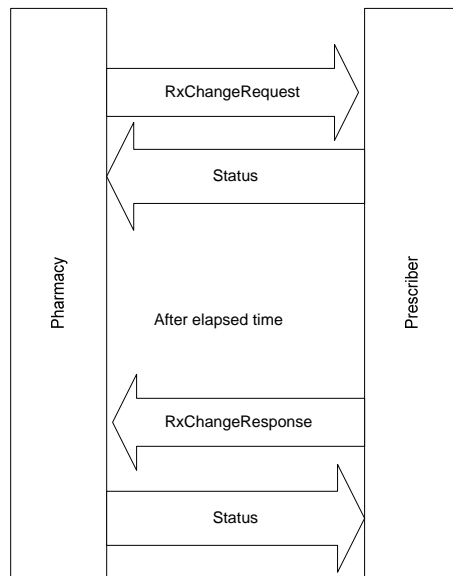 RxChangeRequest
Status
Pharmacy
Prescriber
After elapsed time
RxChangeResponse
Status